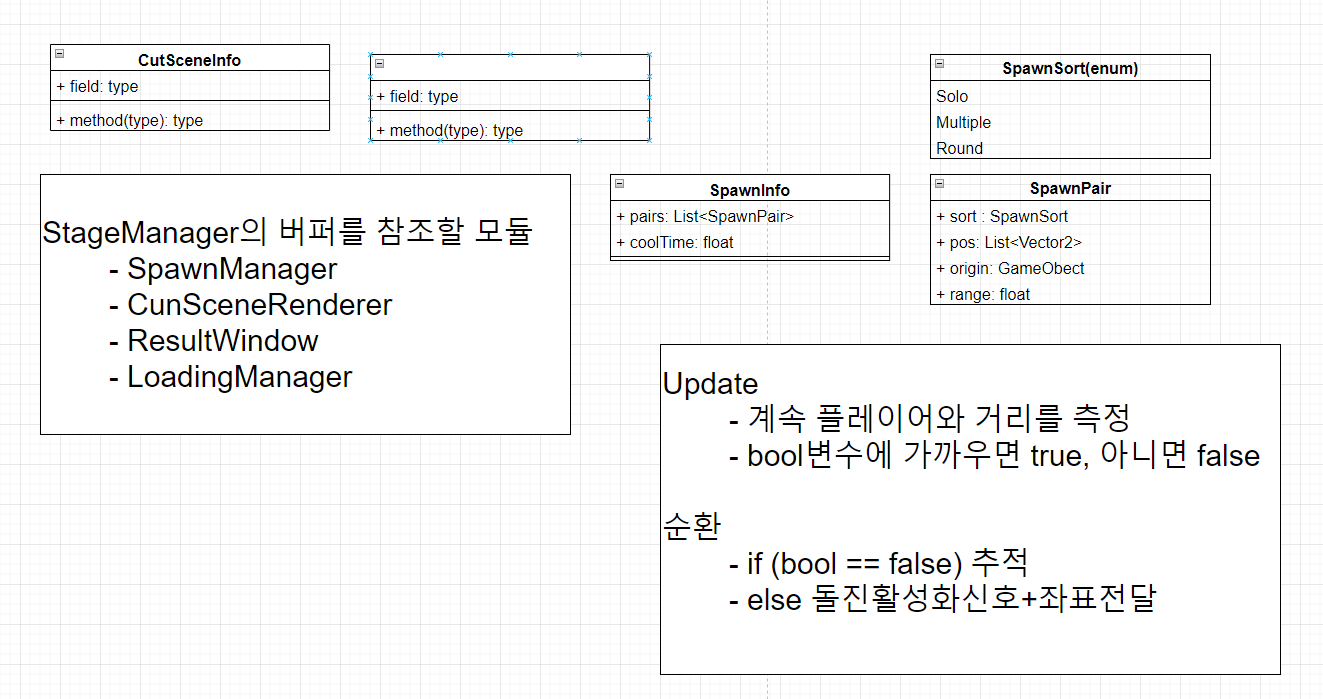 CutSceneInfo
+ field: type
+ method(type): type
+ field: type
+ method(type): type
SpawnSort(enum)
Solo
Multiple
Round
SpawnInfo
+ pairs: List<SpawnPair>
+ coolTime: float
SpawnPair
+ sort : SpawnSort
+ pos: List<Vector2>
+ origin: GameObect
+ range: float
StageManager의 버퍼를 참조할 모듈
- SpawnManager
- CunSceneRenderer
- ResultWindow
- LoadingManager
Update
- 계속 플레이어와 거리를 측정
- bool변수에 가까우면 true, 아니면 false
순환
- if (bool == false) 추적
- else 돌진활성화신호+좌표전달